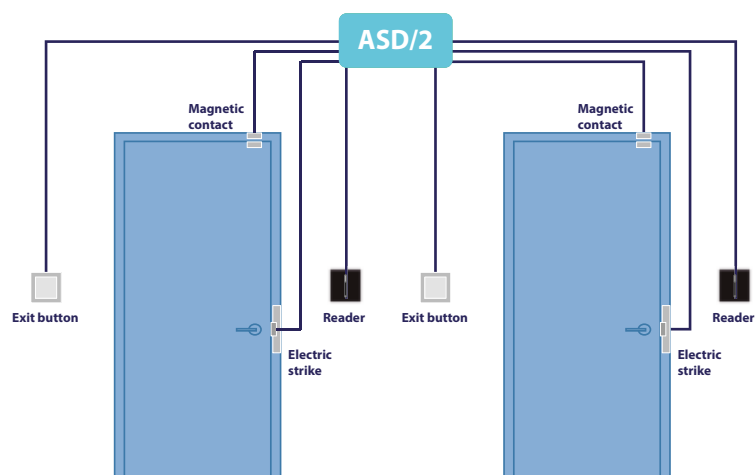 ASD/2
Magnetic
contact
Magnetic
contact
Exit button
Reader
Exit button
Reader
Electric
strike
Electric
strike